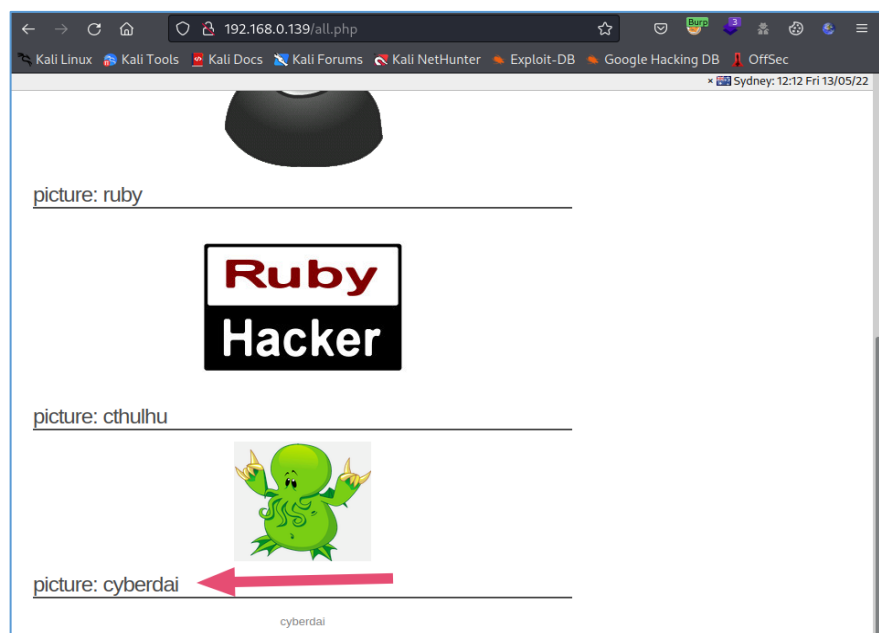 192.168.0.139/all.php
Burp
3
Kali Linux Kali Tools Kali Docs Kali Forums Kali NetHunter Exploit-DB Google Hacking DB OffSec
× Sydney: 12:12 Fri 13/05/22
picture: ruby
Ruby
Hacker
picture: cthulhu
picture: cyberdai
cyberdai